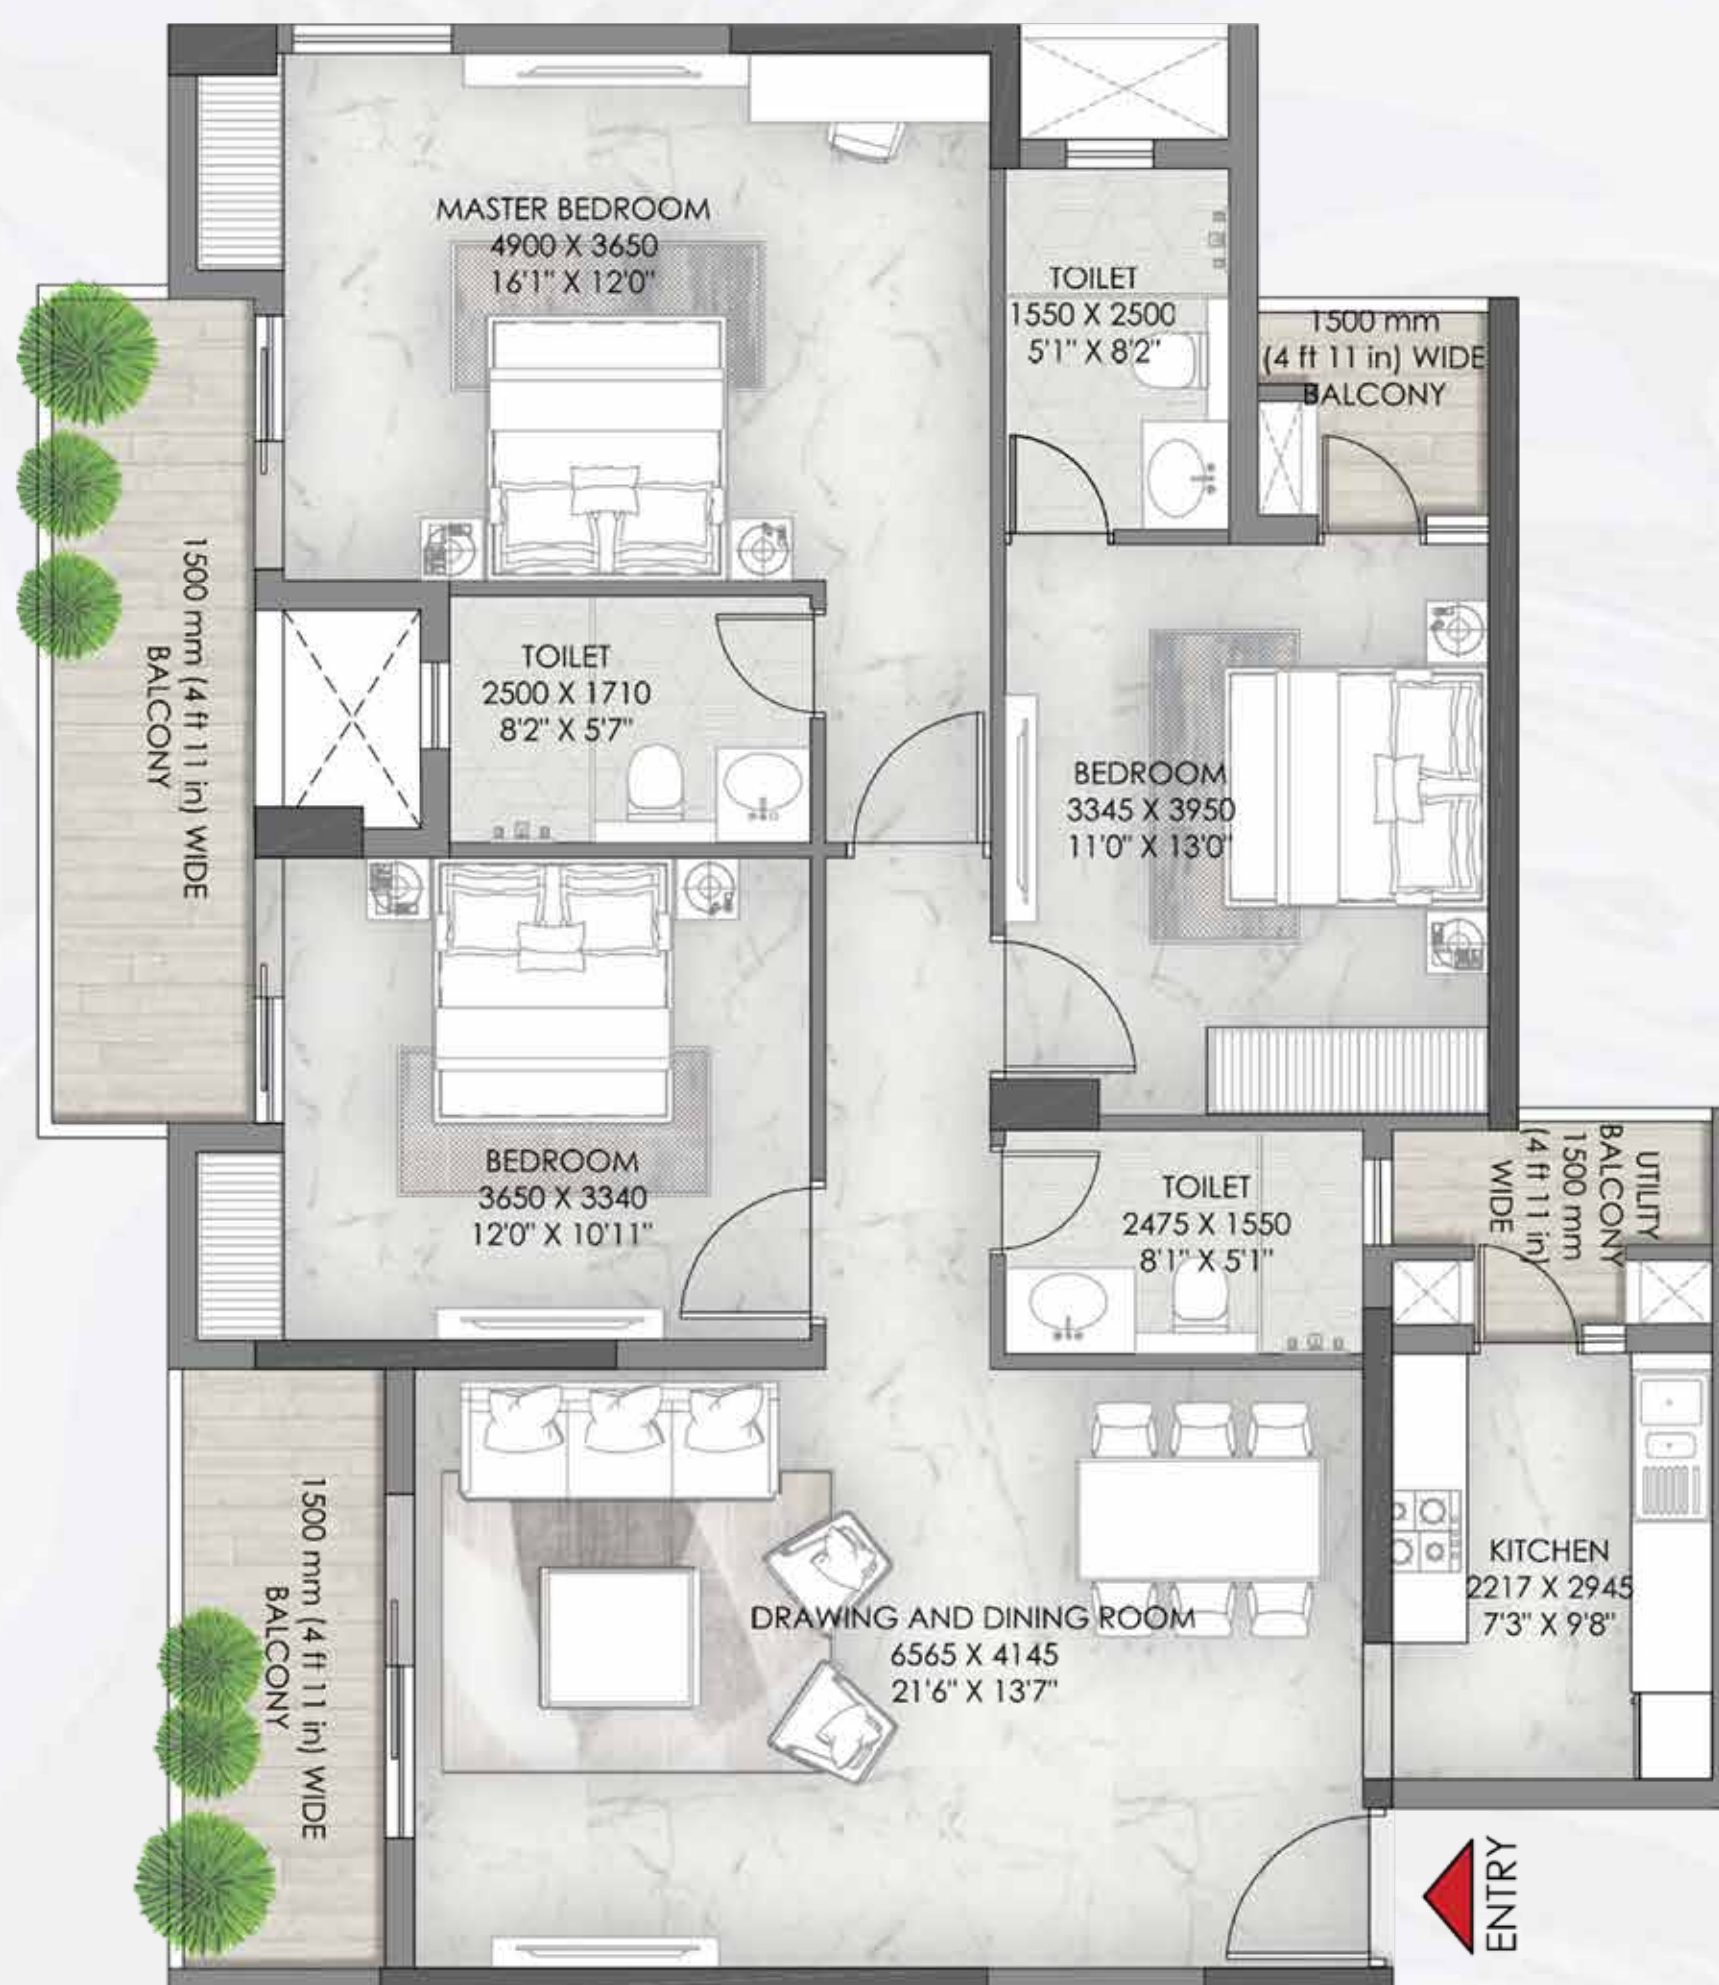 MASTER BEDROOM
4900 X 3650
16'1" X 12'0"
TOILET
1550 X 2500
5'1" X 8'2"
1500 mm
(4 ft 11 in) WIDE
BALCONY
1500 mm (4 ft 11 in) WIDE
BALCONY
TOILET
2500 X 1710
8'2" X 5'7"
BEDROOM
3345 X 3950
11'0" X 13'0"
BEDROOM
3650 X 3340
12'0" X 10'11"
TOILET
2475 X 1550
8'1" X 5'1"
UTILITY
BALCONY
1500 mm
(4 ft 11 in)
WIDE
1500 mm (4 ft 11 in) WIDE
BALCONY
KITCHEN
2217 X 2945
7'3" X 9'8"
DRAWING AND DINING ROOM
6565 X 4145
21'6" X 13'7"
ENTRY